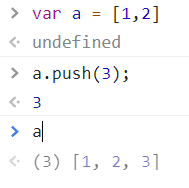 > var a = [1,2]
< undefined
> a.push(3);
< 3
> a
< (3) [1, 2, 3]